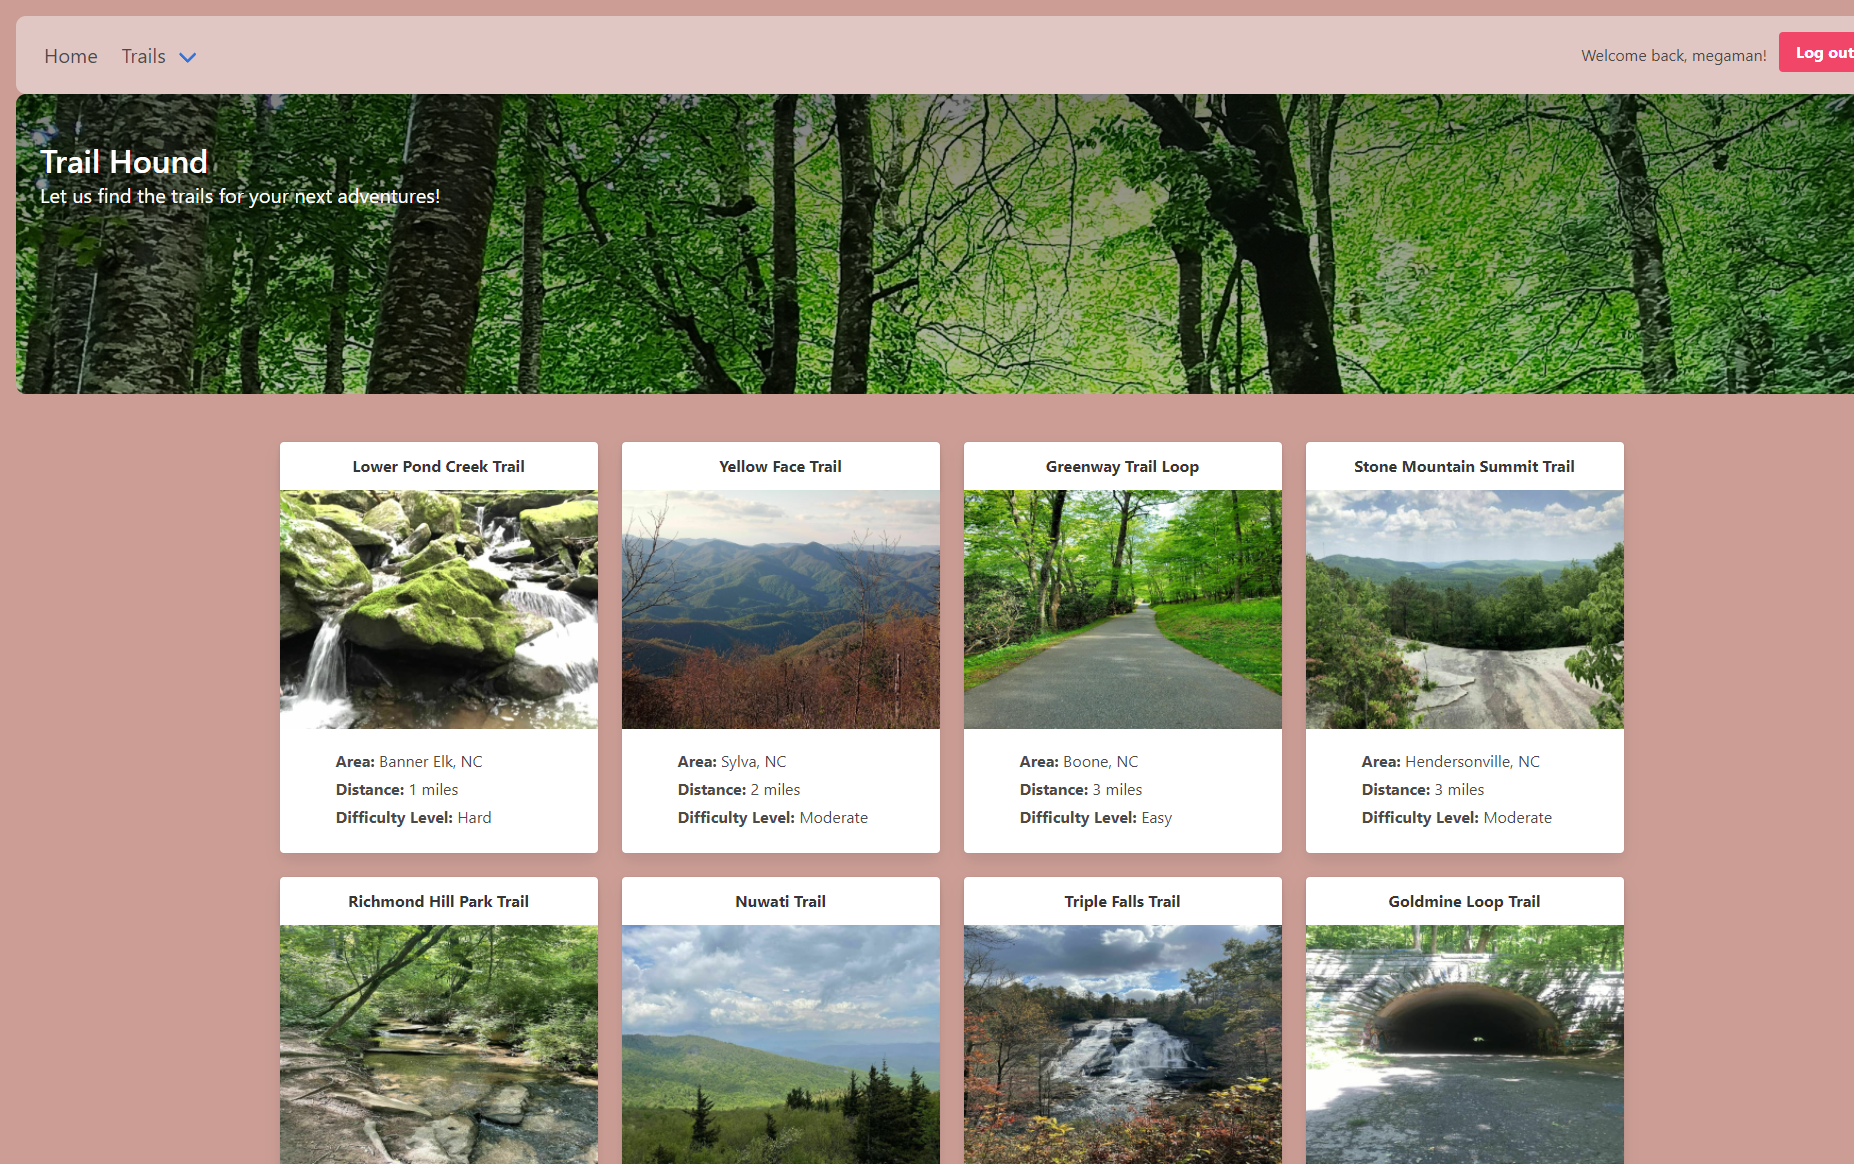 Home Trails Welcome back, megaman! Log out
Trail Hound
Let us find the trails for your next adventures!
Lower Pond Creek Trail
Area: Banner Elk, NC
Distance: 1 miles
Difficulty Level: Hard
Yellow Face Trail
Area: Sylva, NC
Distance: 2 miles
Difficulty Level: Moderate
Greenway Trail Loop
Area: Boone, NC
Distance: 3 miles
Difficulty Level: Easy
Stone Mountain Summit Trail
Area: Hendersonville, NC
Distance: 3 miles
Difficulty Level: Moderate
Richmond Hill Park Trail
Nuwati Trail
Triple Falls Trail
Goldmine Loop Trail